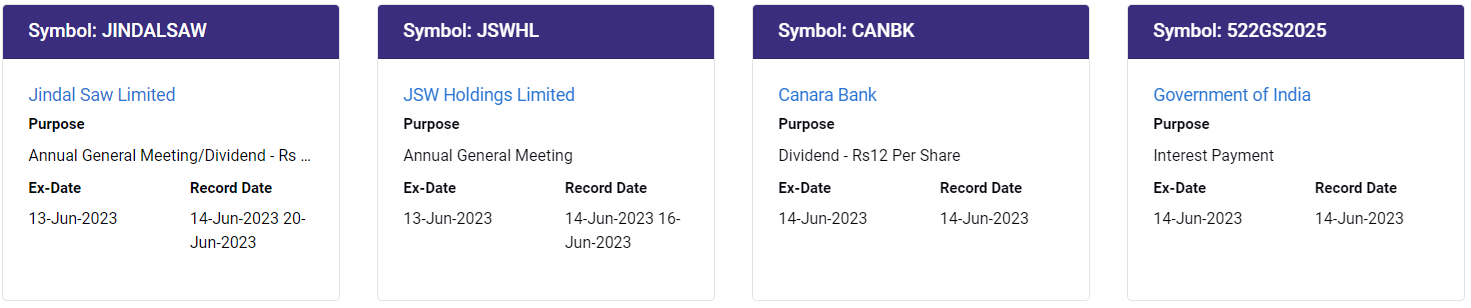 Symbol: JINDALSAW
Jindal Saw Limited
Purpose
Annual General Meeting/Dividend - Rs ...
Ex-Date Record Date
13-Jun-2023 14-Jun-2023 20-
Jun-2023
Symbol: JSWHL
JSW Holdings Limited
Purpose
Annual General Meeting
Ex-Date Record Date
13-Jun-2023 14-Jun-2023 16-
Jun-2023
Symbol: CANBK
Canara Bank
Purpose
Dividend - Rs12 Per Share
Ex-Date Record Date
14-Jun-2023 14-Jun-2023
Symbol: 522GS2025
Government of India
Purpose
Interest Payment
Ex-Date Record Date
14-Jun-2023 14-Jun-2023